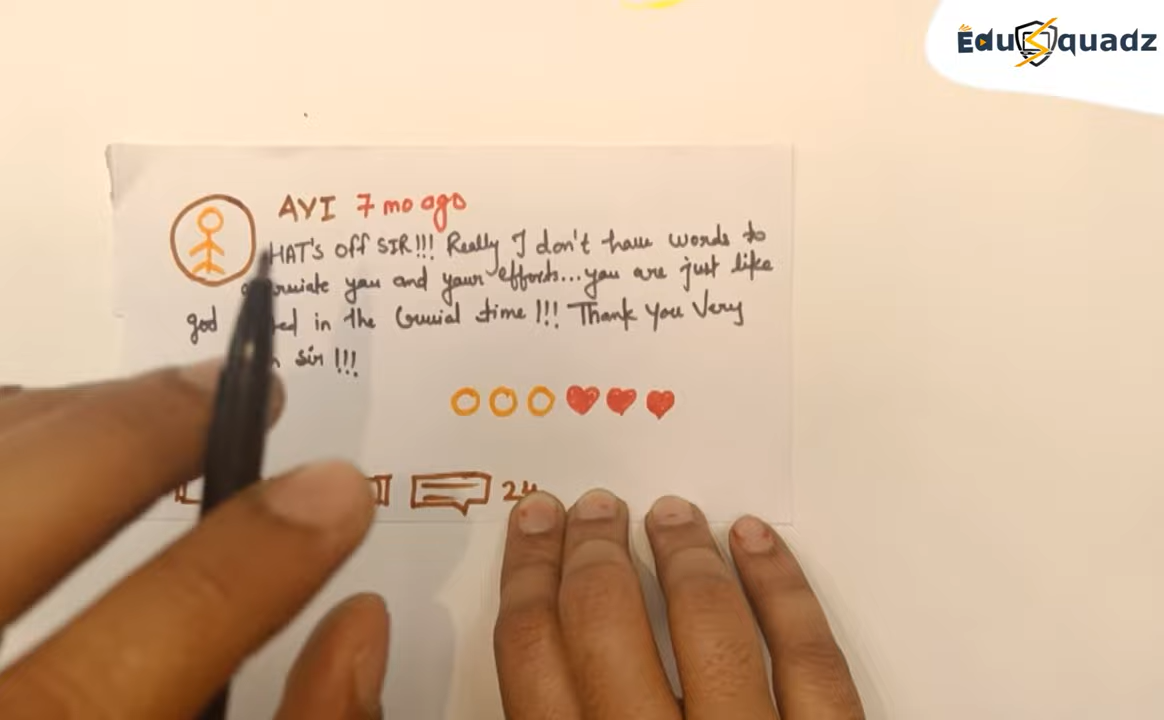 EduSquadz
AYI 7 mo ago
HAT's off SIR!!! Really I don't have words to
you and your efforts... you are just like
god in the Crucial time !!! Thank you Very
sir !!!
24